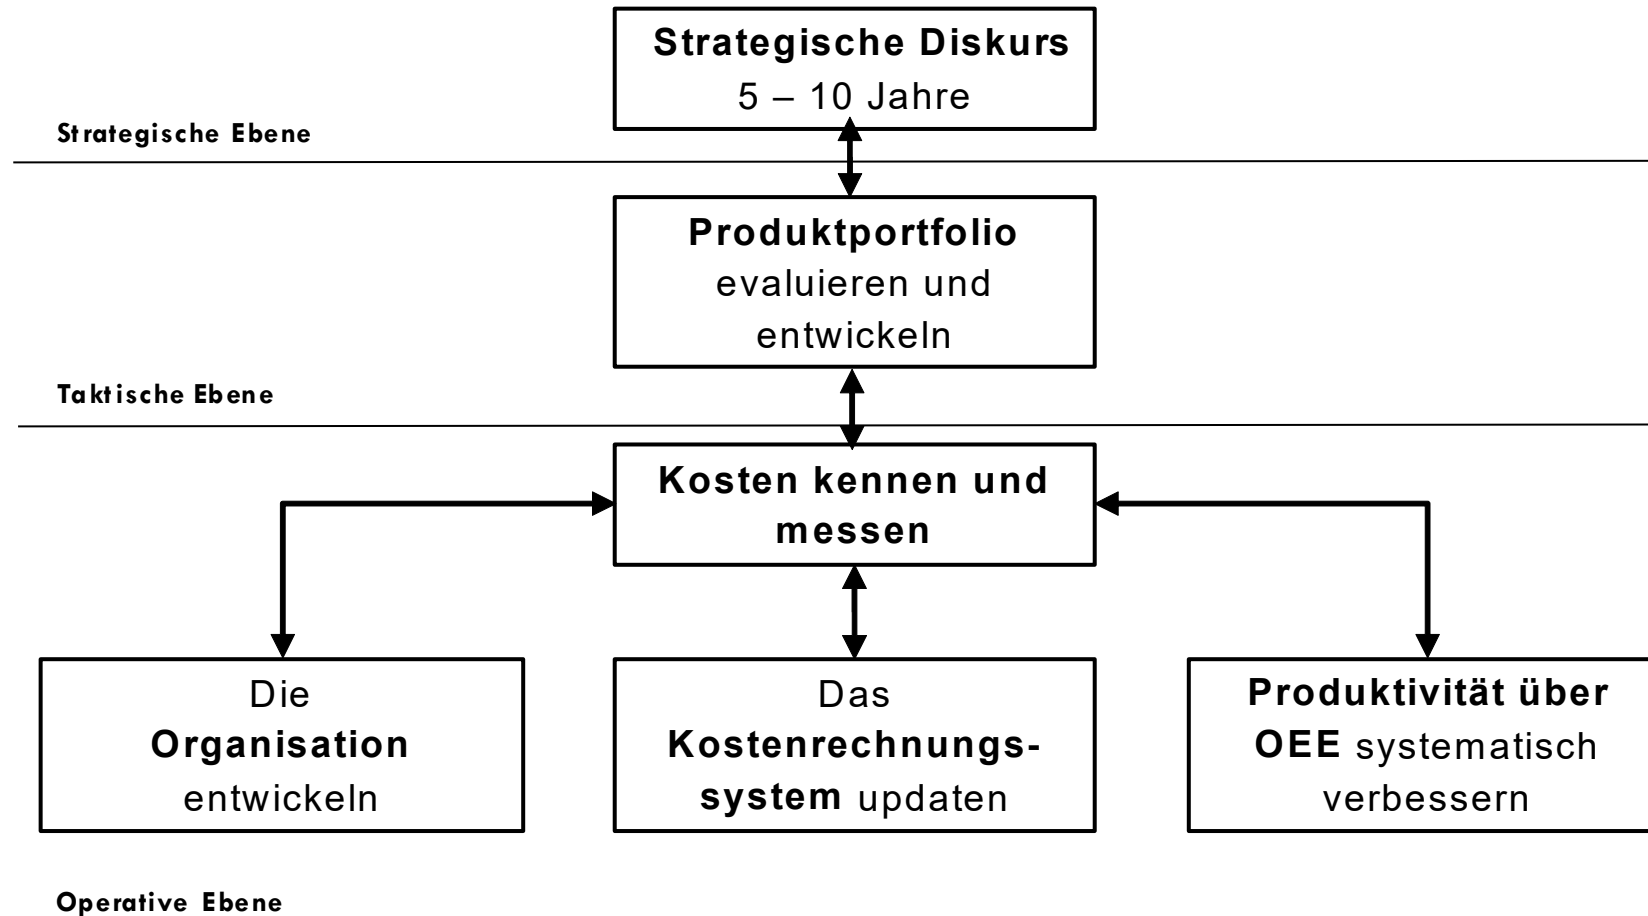 Strategische Diskurs
5 – 10 Jahre
Strategische Ebene
Produktportfolio
evaluieren und
entwickeln
Taktische Ebene
Kosten kennen und
messen
Die
Organisation
entwickeln
Das
Kostenrechnungs-
system updaten
Produktivität über
OEE systematisch
verbessern
Operative Ebene